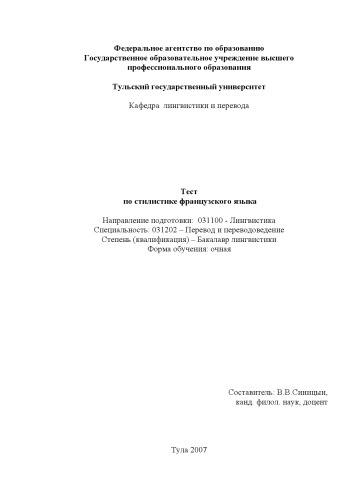 Федеральное агентство по образованию
Государственное образовательное учреждение высшего
профессионального образования
Тульский государственный университет
Кафедра лингвистики и перевода
Тест
по стилистике французского языка
Направление подготовки: 031100 - Лингвистика
Специальность: 031202 – Перевод и переводоведение
Степень (квалификация) – Бакалавр лингвистики
Форма обучения: очная
Составитель: В.В.Синицын,
канд. филол. наук, доцент
Тула 2007